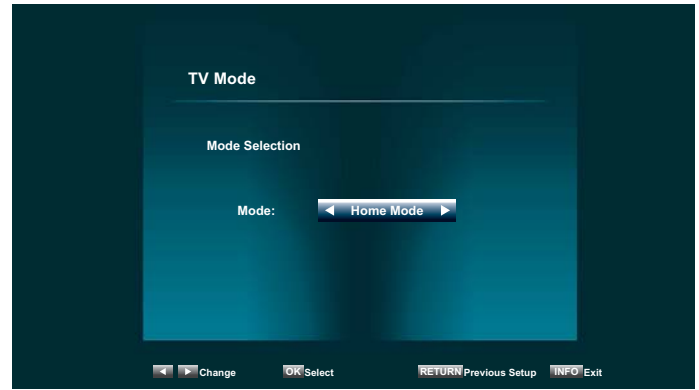 TV Mode
Mode Selection
Mode: Home Mode
Change OK Select RETURN Previous Setup INFO Exit